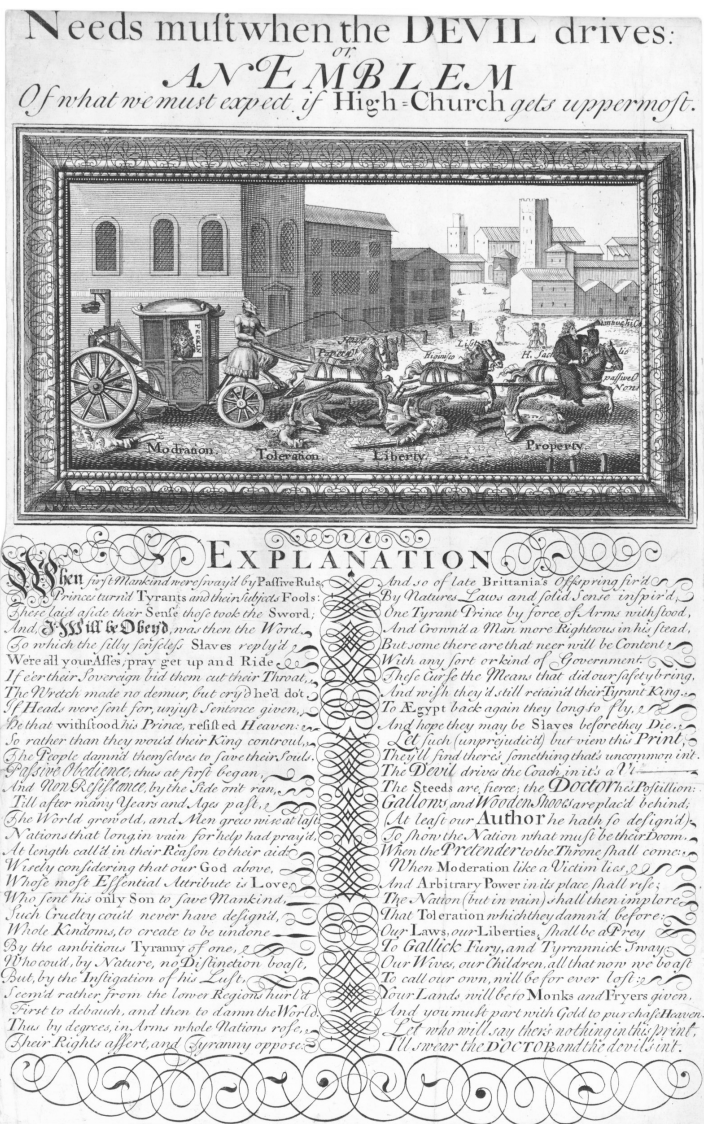 Needs muſt when the DEVIL drives:
or,
AN EMBLEM
Of what we must expect if High=Church gets uppermoſt.
H. Sach
Modration.
Toleration.
Liberty
Property
EXPLANATION
When first Mankind were sway'd by Paſsive Rule,
Princes turn'd Tyrants and their Subjects Fools:
These laid aside their Sense those took the Sword;
And, I Will be Obey'd, was then the Word.
To which the silly senseleſs Slaves reply'd
We're all your Aſses, pray get up and Ride
If e'er their Sovereign bid them cut their Throat,
The Wretch made no demur, but cry'd he'd do't
If Heads were sent for, unjust Sentence given,
He that withstood his Prince, resisted Heaven:
So rather than they wou'd their King controul,
The People damn'd themselves to save their Souls.
Paſsive Obedience, thus at first began,
And Non Resistence, by the Side on't ran,
Till after many Years and Ages past,
The World grew old, and Men grew wise at last
Nations that long in vain for help had pray'd,
At length call'd in their Reason to their aid
Wisely considering that our God above,
Whose most Eſsential Attribute is Love,
Who sent his only Son to save Mankind,
Such Cruelty cou'd never have design'd,
Whole Kindoms, to create to be undone
By the ambitious Tyranny of one,
Who cou'd, by Nature, no Distinction boast,
But, by the Instigation of his Lust,
Seem'd rather, from the lower Regions hurl'd
First to debauch, and then to damn the World
Thus by degrees, in Arms whole Nations rose,
Their Rights aſsert, and Tyranny oppose.
And so of late Brittania's Offspring fir'd
By Natures Laws and solid Sense inspir'd,
One Tyrant Prince by force of Arms withstood,
And Crown'd a Man more Righteous in his stead,
But some there are that neer will be Content
With any sort or kind of Government.
These Curse the Means that did our safety bring,
And wish they'd still retain'd their Tyrant King
To Ægypt back again they long to fly,
And hope they may be Slaves before they Die
Let such (unprejudic'd) but view this Print,
They'll find there's something that's uncommon in't.
The Devil drives the Coach, in it's a
The Steeds are fierce; the Doctor he's Postillion:
Gallows and Wooden Shooes are plac'd behind;
(At least our Author he hath so design'd)
To show the Nation what must be their Doom.
When the Pretender to the Throne shall come:
When Moderation like a Victim lies,
And Arbitrary Power in its place shall rise;
The Nation (but in vain) shall then implore
That Toleration which they damn'd before:
Our Laws, our Liberties, shall be a Prey
To Gallick Fury, and Tyrannick Sway:
Our Wives, our Children, all that now we boast
To call our own, will be for ever lost;
Your Lands will be to Monks and Fryers given,
And you must part with Gold to purchase Heaven.
Let who will say there's nothing in this print,
I'll swear the DOCTOR and the devil's in't.